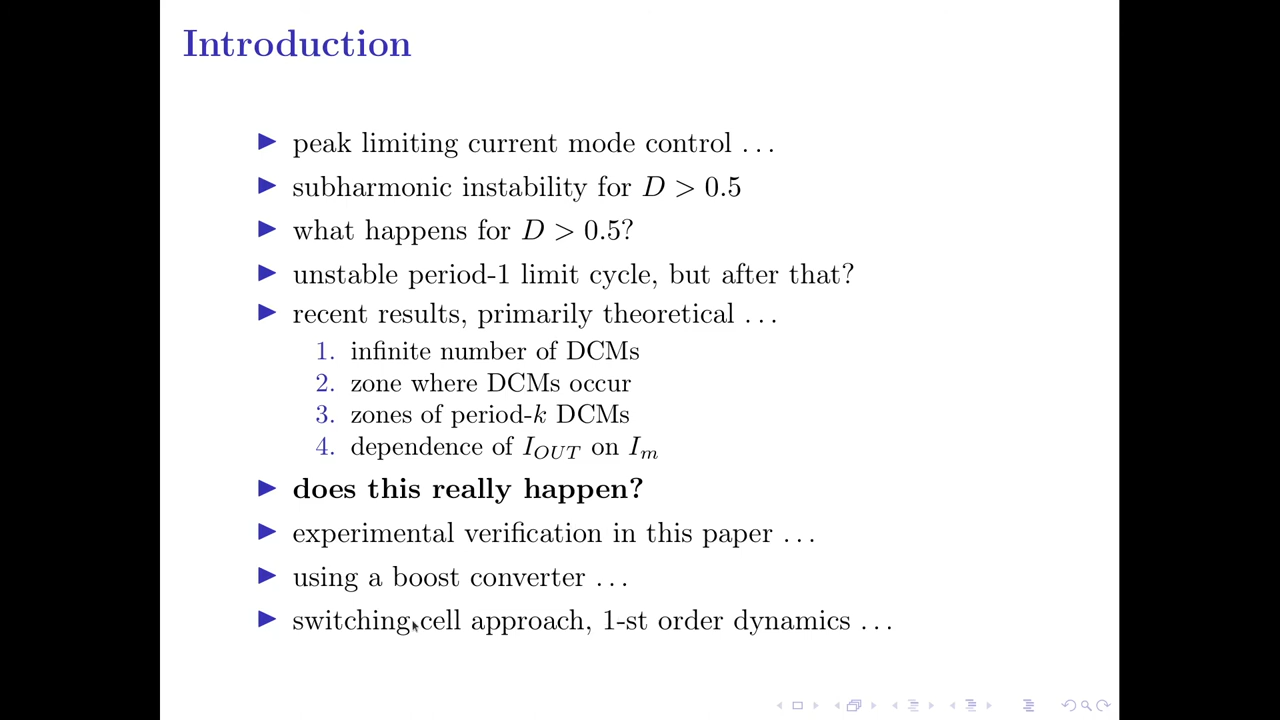 Introduction
peak limiting current mode control ...
subharmonic instability for D > 0.5
what happens for D > 0.5?
unstable period-1 limit cycle, but after that?
recent results, primarily theoretical ...
1. infinite number of DCMs
2. zone where DCMs occur
3. zones of period-k DCMs
4. dependence of I_OUT on I_m
does this really happen?
experimental verification in this paper ...
using a boost converter ...
switching cell approach, 1-st order dynamics ...